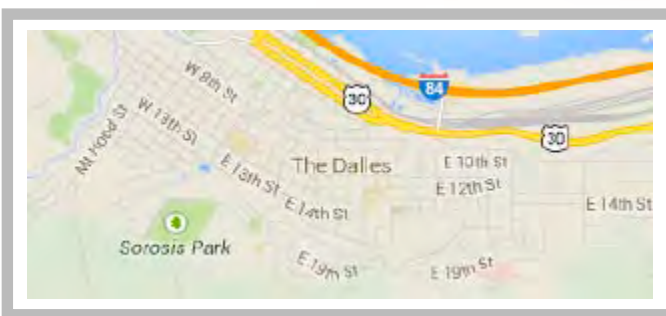 W 8th St
84
30
W 13th St
Mt Hood St
30
E 13th St
The Dalles
E 10th St
E 12th St
E 14th St
E 14th St
Sorosis Park
E 19th St
E 19th St